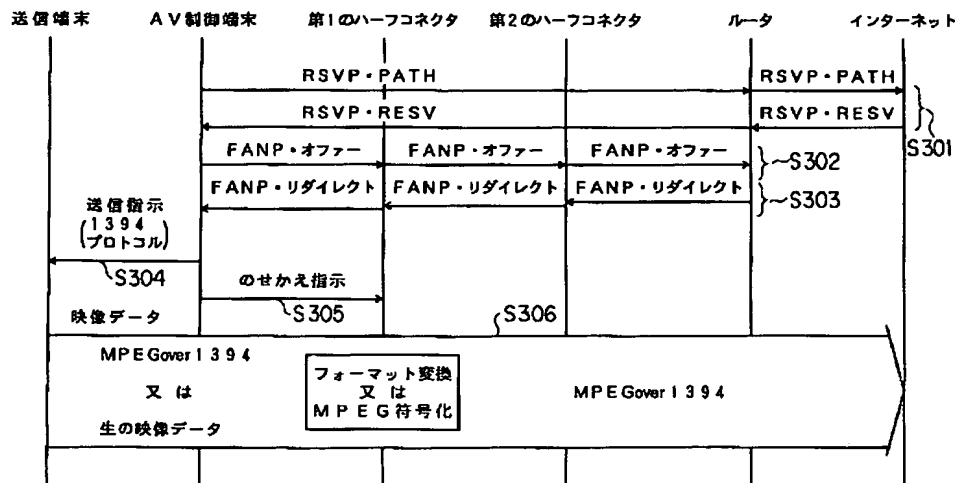 送信端末 AV制御端末 第1のハーフコネクタ 第2のハーフコネクタ ルータ インターネット
RSVP・PATH RSVP・PATH
RSVP・RESV RSVP・RESV
S301
FANP・オファー FANP・オファー FANP・オファー
S302
FANP・リダイレクト FANP・リダイレクト FANP・リダイレクト
S303
送信指示
(1394
プロトコル)
S304
のせかえ指示
S305
映像データ
S306
MPEGover1394
又は
生の映像データ
フォーマット変換
又は
MPEG符号化
MPEGover1394